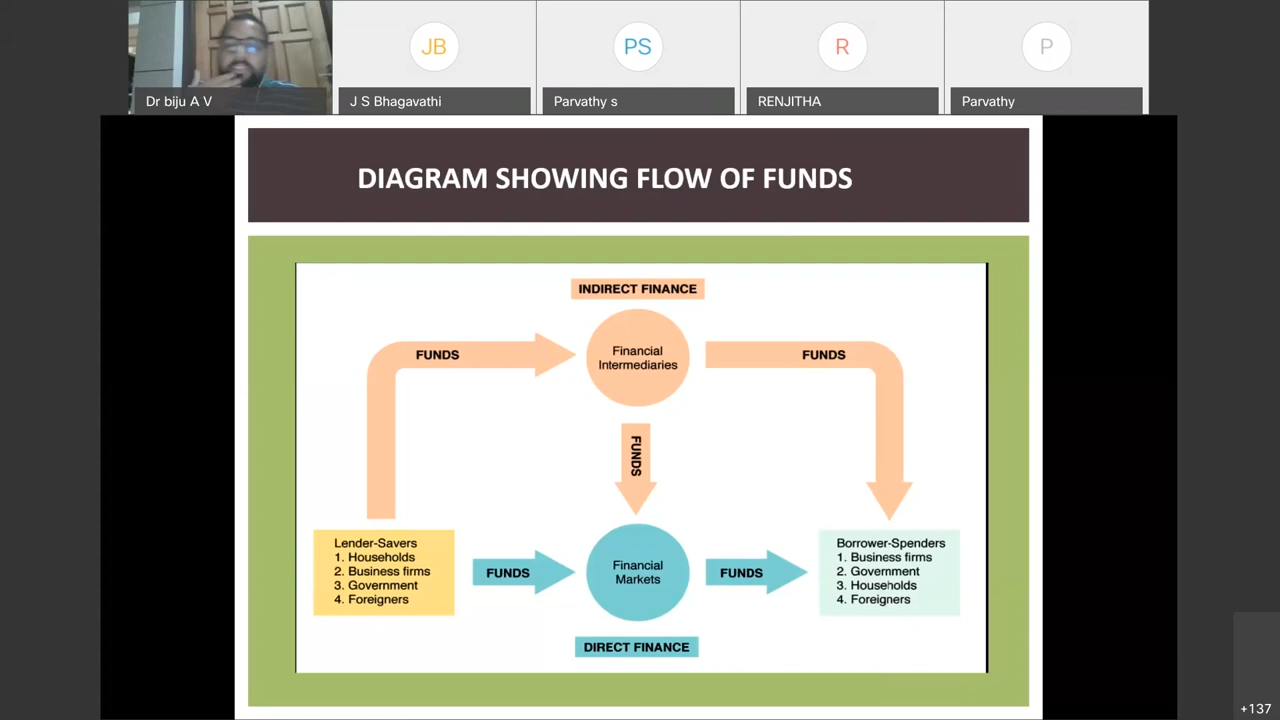 JB
PS
R
P
Dr biju A V
J S Bhagavathi
Parvathy s
RENJITHA
Parvathy
DIAGRAM SHOWING FLOW OF FUNDS
INDIRECT FINANCE
FUNDS
Financial
Intermediaries
FUNDS
FUNDS
Lender-Savers
1. Households
2. Business firms
3. Government
4. Foreigners
FUNDS
Financial
Markets
FUNDS
Borrower-Spenders
1. Business firms
2. Government
3. Households
4. Foreigners
DIRECT FINANCE
+137